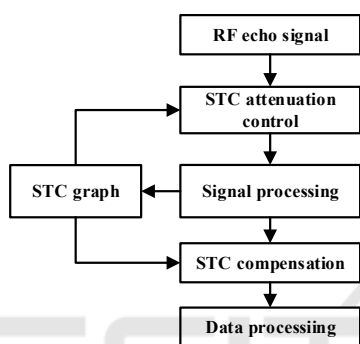 RF echo signal
STC attenuation
control
STC graph
Signal processing
STC compensation
Data processiing